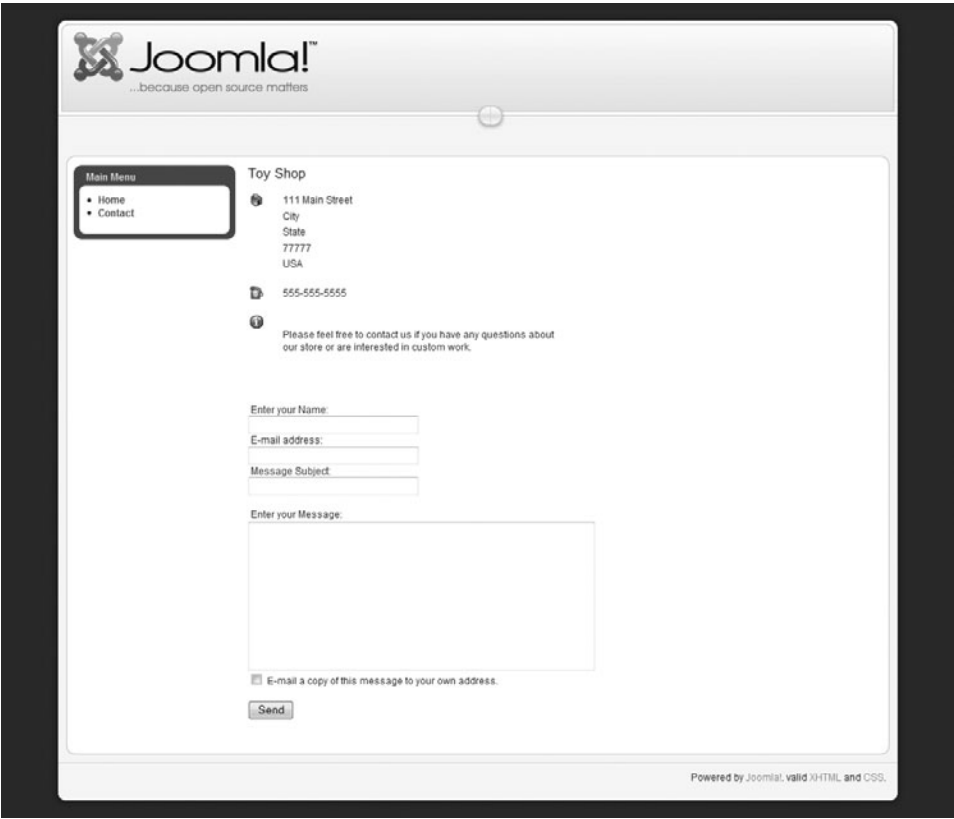 Joomla!™
...because open source matters
Main Menu
Home
Contact
Toy Shop
111 Main Street
City
State
77777
USA
555-555-5555
Please feel free to contact us if you have any questions about
our store or are interested in custom work.
Enter your Name:
E-mail address:
Message Subject:
Enter your Message:
E-mail a copy of this message to your own address.
Send
Powered by Joomla!. valid XHTML and CSS.